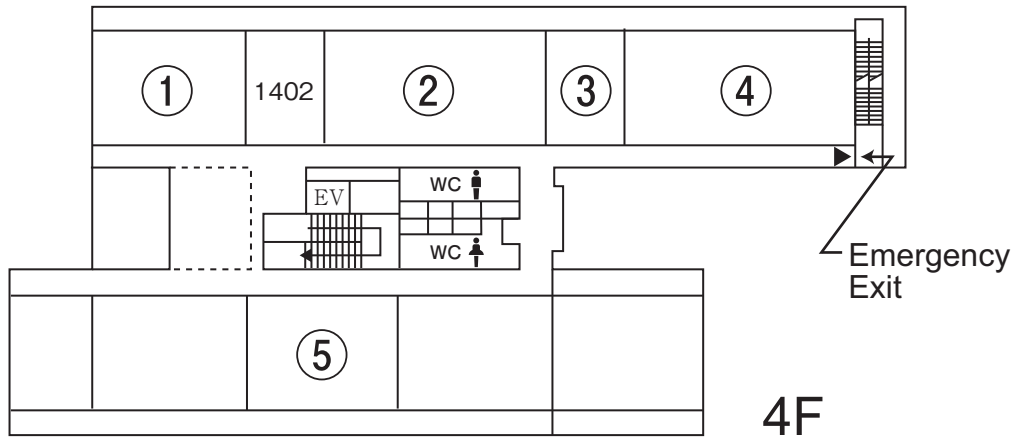 ① 1402 ② ③ ④
WC
EV
WC
Emergency
Exit
⑤
4F